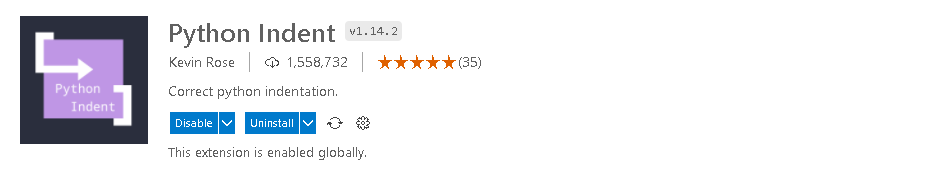 Python Indent v1.14.2
Kevin Rose 1,558,732 (35)
Python
Indent
Correct python indentation.
Disable Uninstall
This extension is enabled globally.